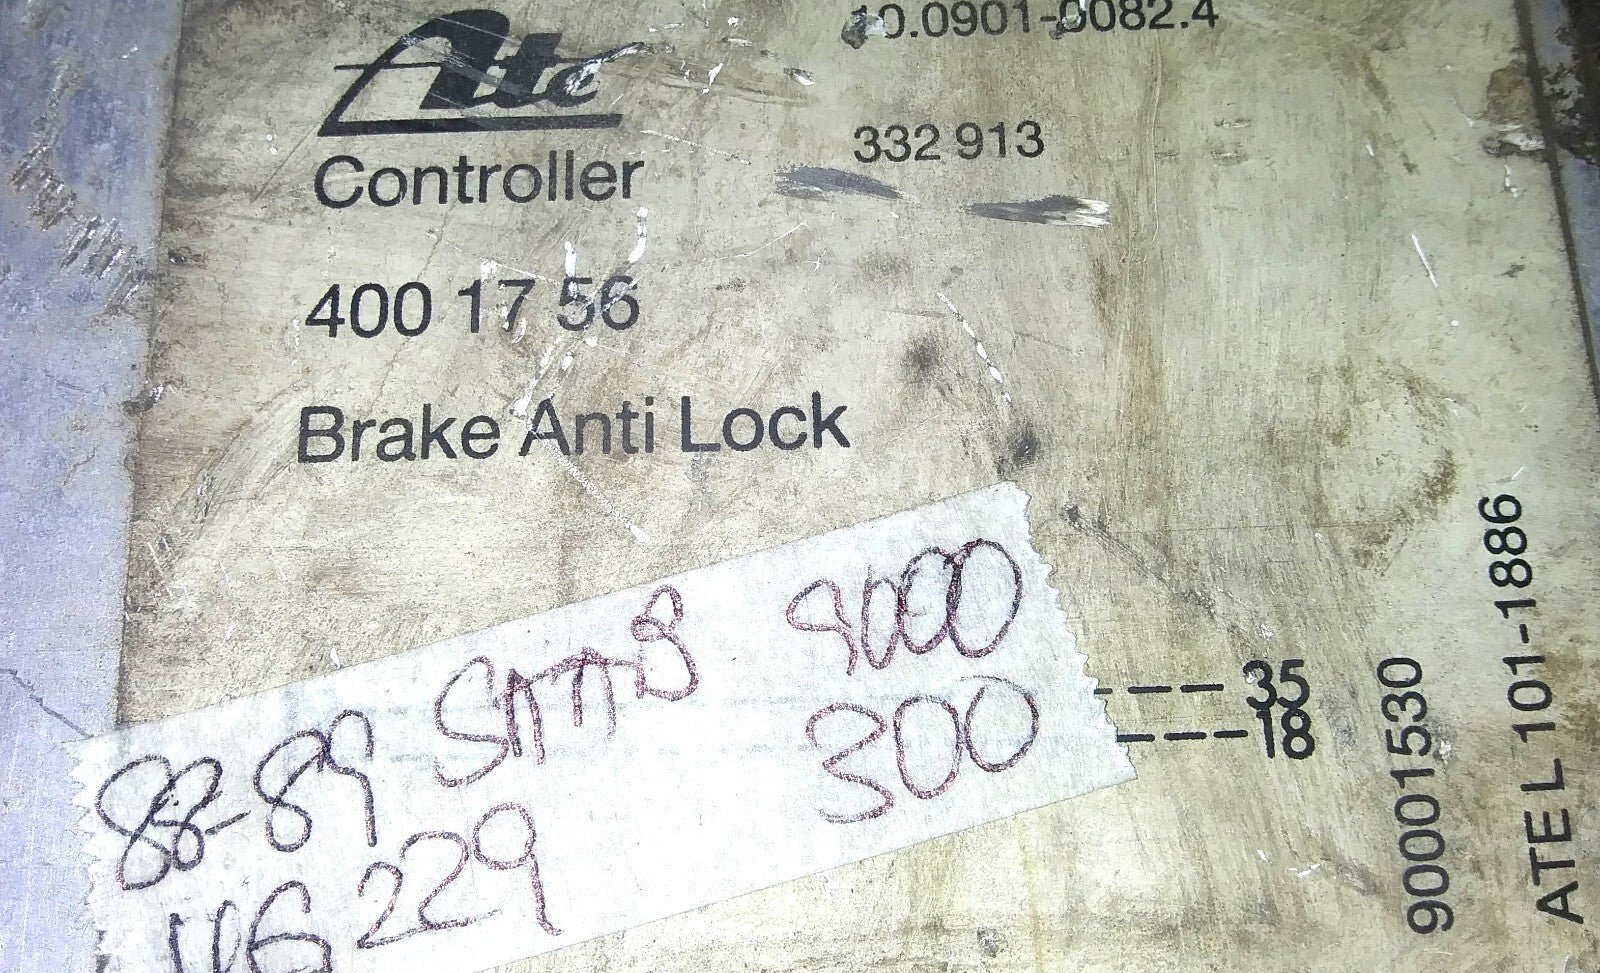 Ate
10.0901-0082.4
Controller
332 913
400 17 56
Brake Anti Lock
88-89 SAAB 9000
300
229
35
18
90001530
ATE L 101-1886